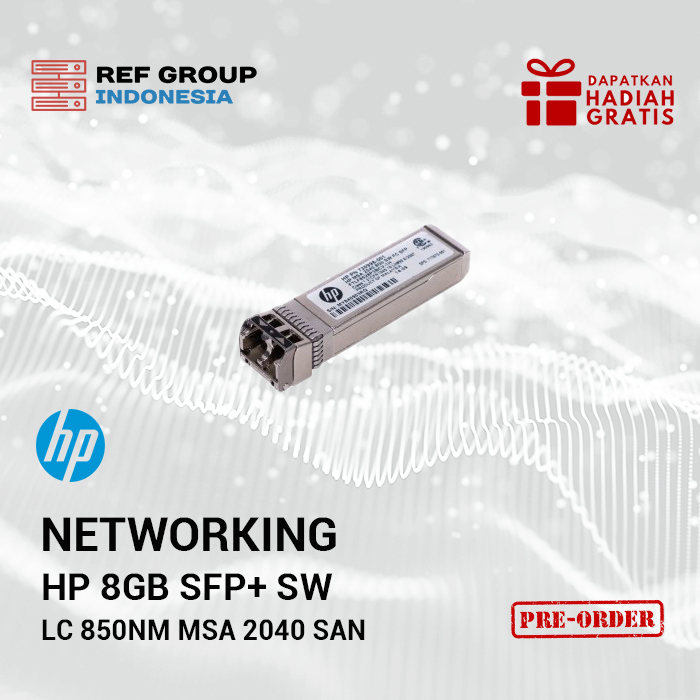 REF GROUP
INDONESIA
DAPATKAN
HADIAH
GRATIS
hp
hp
NETWORKING
HP 8GB SFP+ SW
LC 850NM MSA 2040 SAN
PRE-ORDER